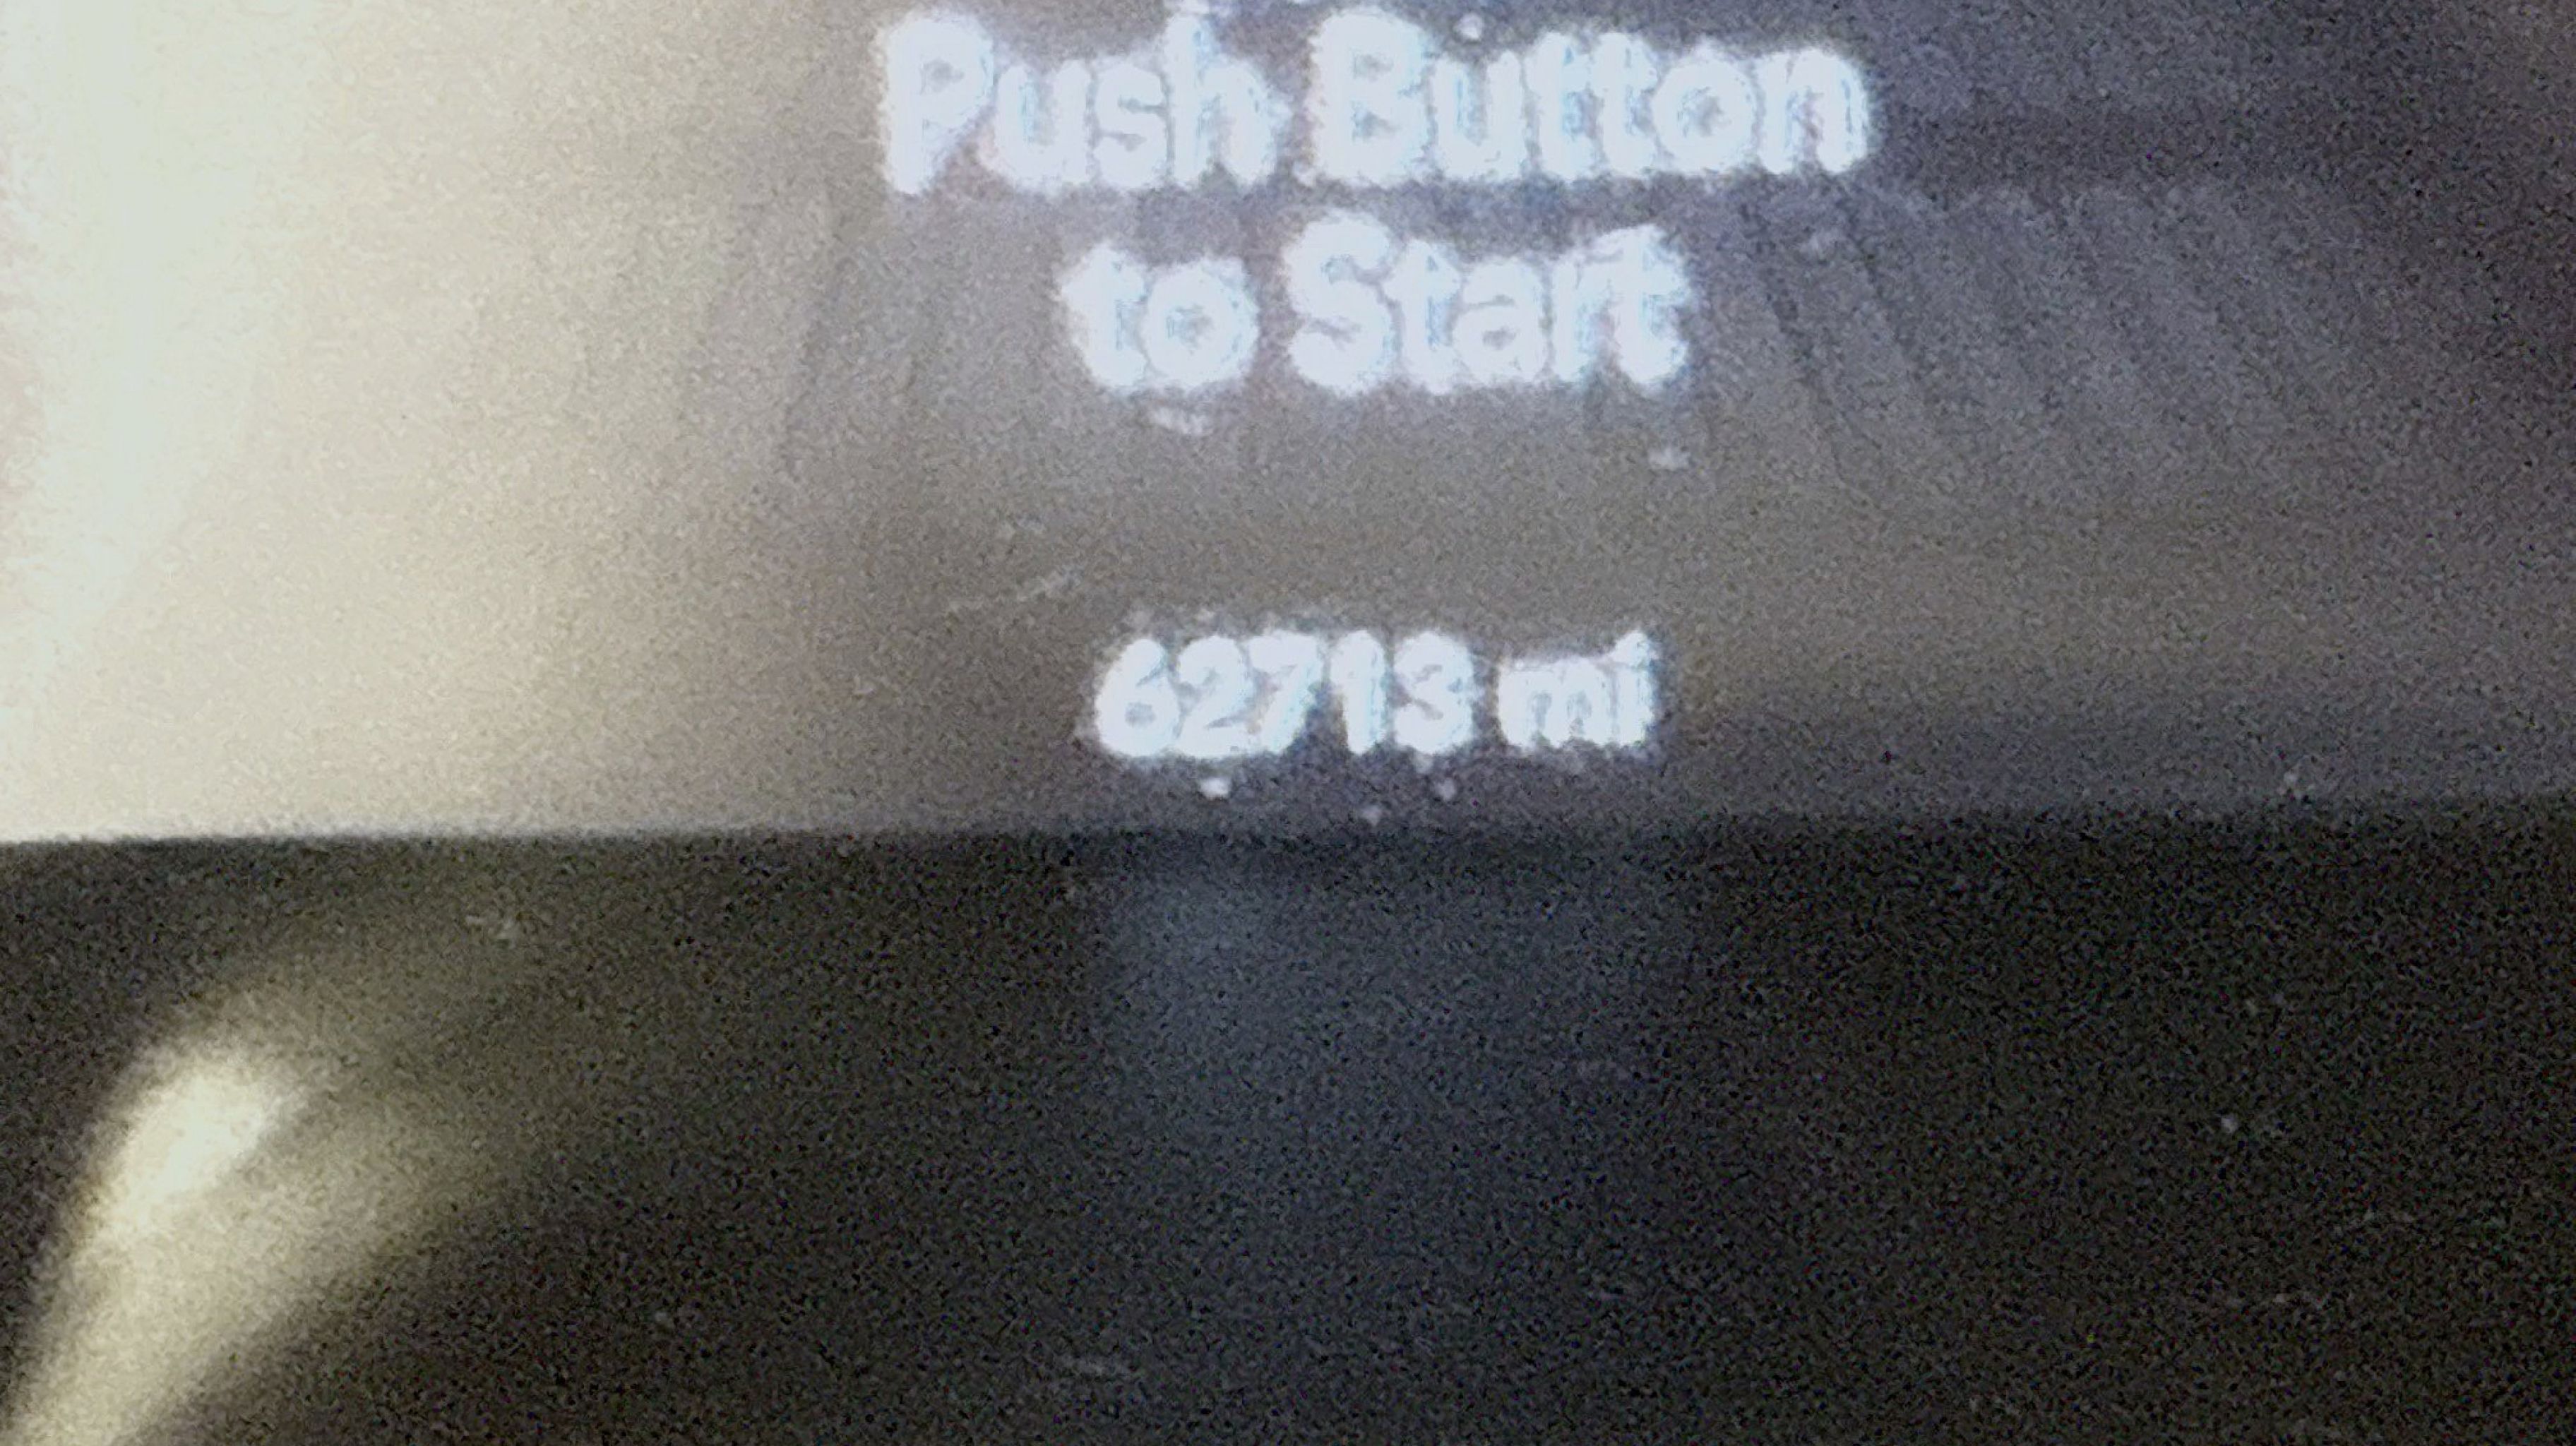 Push Button
to Start
62713 mi